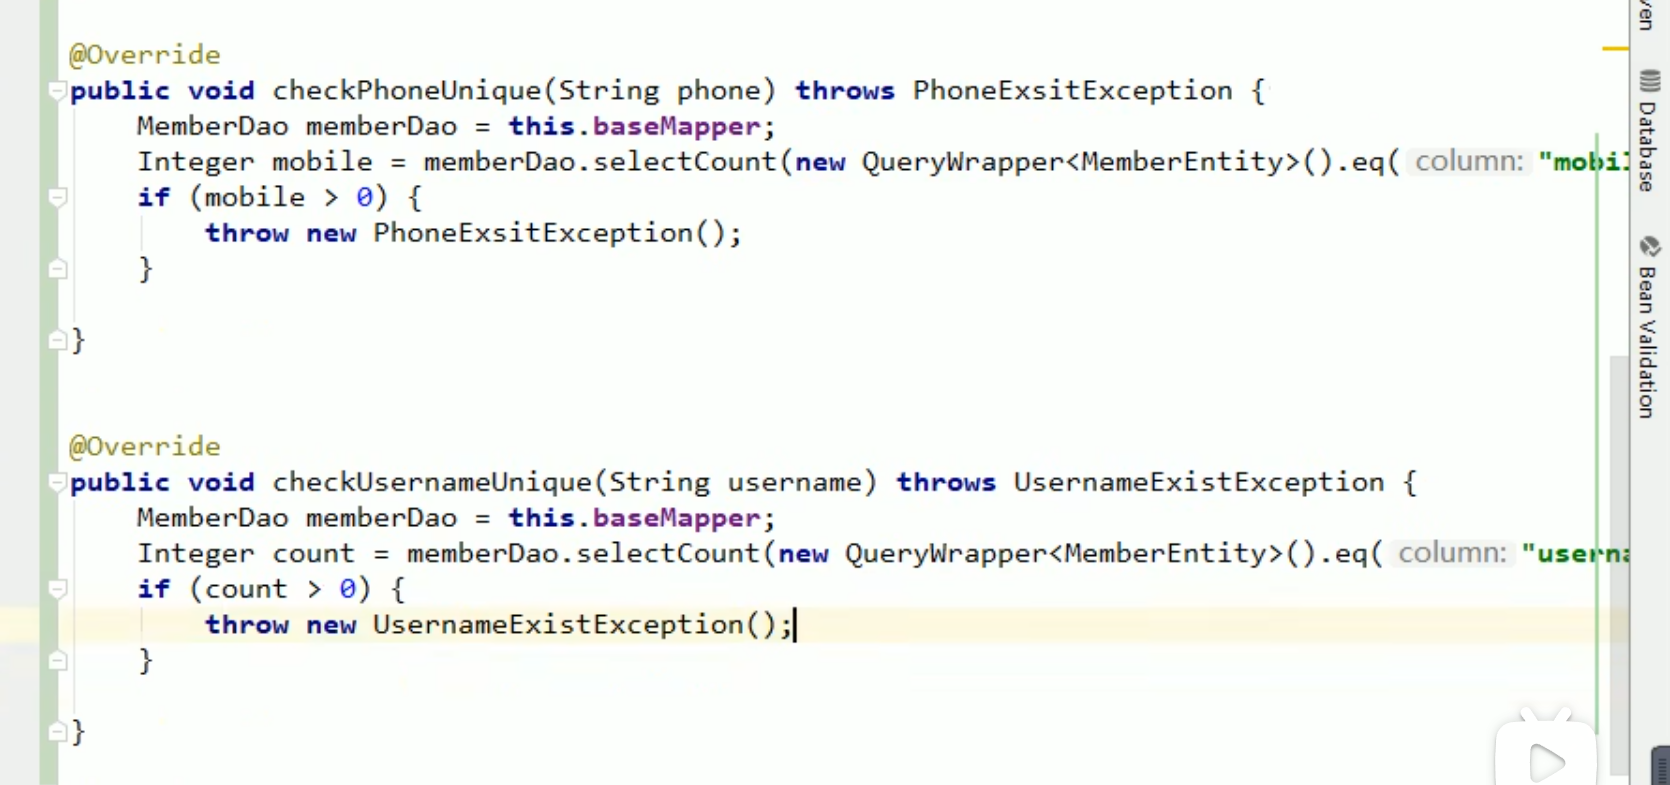 @Override
public void checkPhoneUnique(String phone) throws PhoneExsitException {
MemberDao memberDao = this.baseMapper;
Integer mobile = memberDao.selectCount(new QueryWrapper<MemberEntity>().eq( column: "mobil
if (mobile > 0) {
throw new PhoneExsitException();
}
}
@Override
public void checkUsernameUnique(String username) throws UsernameExistException {
MemberDao memberDao = this.baseMapper;
Integer count = memberDao.selectCount(new QueryWrapper<MemberEntity>().eq( column: "userna
if (count > 0) {
throw new UsernameExistException();
}
}
ven
Database
Bean Validation